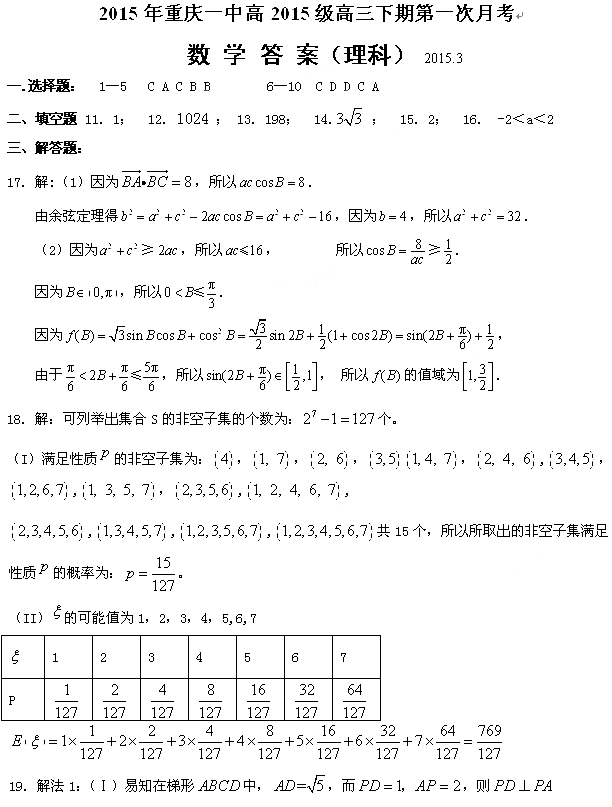 2015年重庆一中高2015级高三下期第一次月考
数 学 答 案（理科） 2015.3
一.选择题： 1—5 C A C B B 6—10 C D D C A
二、填空题 11. 1; 12. 1024 ; 13. 198; 14. 3√3 ; 15. 2; 16. -2＜a＜2
三、解答题：
17. 解:（1）因为 BA•BC = 8，所以 ac cos B = 8.
由余弦定理得 b² = a² + c² - 2ac cos B = a² + c² - 16，因为 b = 4，所以 a² + c² = 32.
（2）因为 a² + c² ≥ 2ac，所以 ac≤16， 所以 cos B = 8/ac ≥ 1/2.
因为 B∈(0,π)，所以 0 < B ≤ π/3.
因为 f(B) = √3 sin B cos B + cos² B = √3/2 sin 2B + 1/2(1 + cos 2B) = sin(2B + π/6) + 1/2，
由于 π/6 < 2B + π/6 ≤ 5π/6，所以 sin(2B + π/6) ∈ [1/2,1]， 所以 f(B) 的值域为 [1,3/2].
18. 解：可列举出集合 S 的非空子集的个数为：2⁷ - 1 = 127 个。
（I）满足性质 p 的非空子集为：{4}，{1, 7}，{2, 6}，{3,5}{1, 4, 7}，{2, 4, 6},{3,4,5}，
{1,2,6,7},{1, 3, 5, 7}，{2,3,5,6},{1, 2, 4, 6, 7}，
{2,3,4,5,6},{1,3,4,5,7},{1,2,3,5,6,7},{1,2,3,4,5,6,7}共15个，所以所取出的非空子集满足
性质 p 的概率为：p = 15/127。
（II）ξ 的可能值为 1，2，3，4，5,6,7
ξ 1 2 3 4 5 6 7
P 1/127 2/127 4/127 8/127 16/127 32/127 64/127
E(ξ) = 1×1/127 + 2×2/127 + 3×4/127 + 4×8/127 + 5×16/127 + 6×32/127 + 7×64/127 = 769/127
19. 解法1：（Ⅰ）易知在梯形 ABCD 中，AD=√5，而 PD = 1, AP = 2，则 PD ⊥ PA